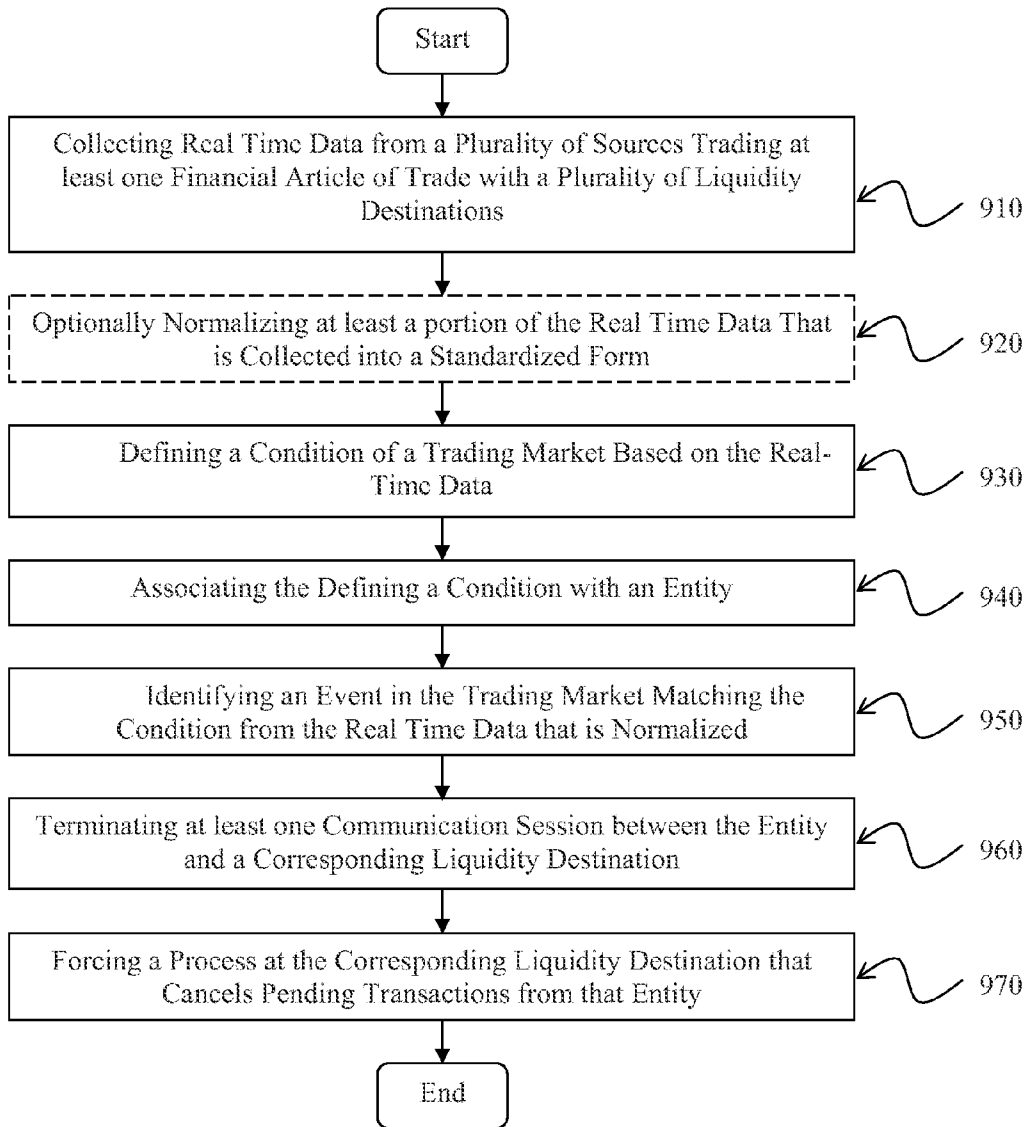 Start
Collecting Real Time Data from a Plurality of Sources Trading at
least one Financial Article of Trade with a Plurality of Liquidity
Destinations
910
Optionally Normalizing at least a portion of the Real Time Data That
is Collected into a Standardized Form
920
Defining a Condition of a Trading Market Based on the Real-
Time Data
930
Associating the Defining a Condition with an Entity
940
Identifying an Event in the Trading Market Matching the
Condition from the Real Time Data that is Normalized
950
Terminating at least one Communication Session between the Entity
and a Corresponding Liquidity Destination
960
Forcing a Process at the Corresponding Liquidity Destination that
Cancels Pending Transactions from that Entity
970
End